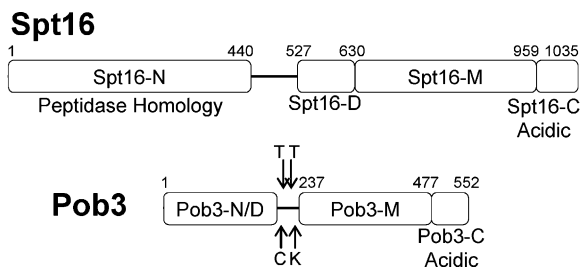 Spt16
1 440 527 630 959 1035
Spt16-N Spt16-M
Peptidase Homology Spt16-D Spt16-C
Acidic
T T
1 237 477 552
Pob3 Pob3-N/D Pob3-M
Pob3-C
C K Acidic